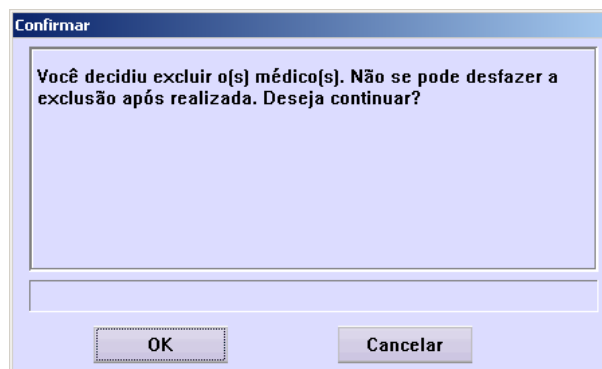 Confirmar
Você decidiu excluir o(s) médico(s). Não se pode desfazer a
exclusão após realizada. Deseja continuar?
OK
Cancelar